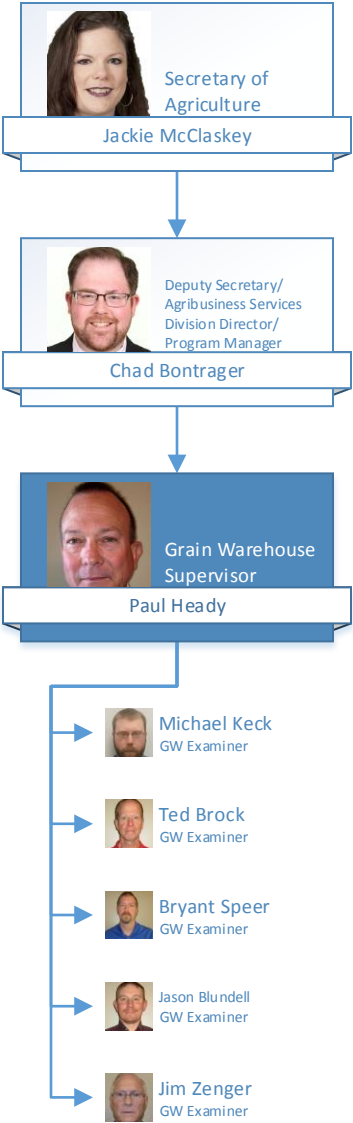 Secretary of
Agriculture
Jackie McClaskey
Deputy Secretary/
Agribusiness Services
Division Director/
Program Manager
Chad Bontrager
Grain Warehouse
Supervisor
Paul Heady
Michael Keck
GW Examiner
Ted Brock
GW Examiner
Bryant Speer
GW Examiner
Jason Blundell
GW Examiner
Jim Zenger
GW Examiner